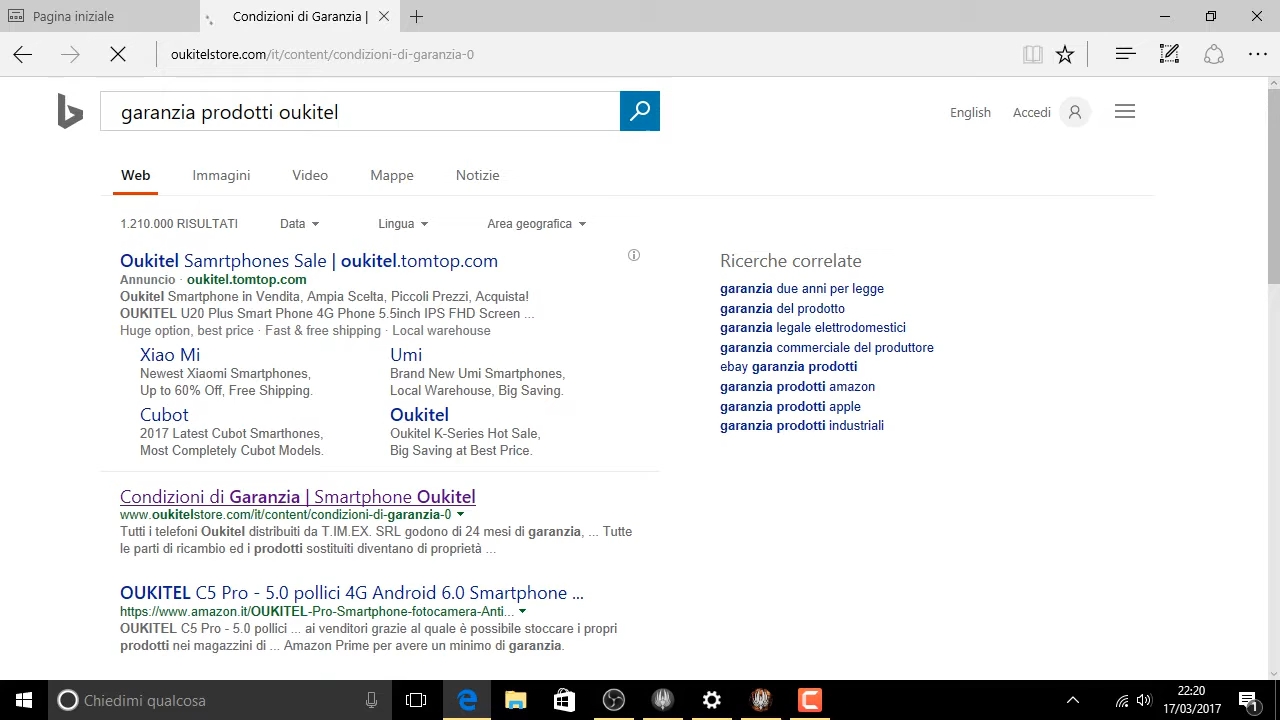 Pagina iniziale
Condizioni di Garanzia |
oukitelstore.com/it/content/condizioni-di-garanzia-0
garanzia prodotti oukitel
English
Accedi
Web
Immagini
Video
Mappe
Notizie
1.210.000 RISULTATI
Data
Lingua
Area geografica
Oukitel Samrtphones Sale | oukitel.tomtop.com
Annuncio · oukitel.tomtop.com
Oukitel Smartphone in Vendita, Ampia Scelta, Piccoli Prezzi, Acquista!
OUKITEL U20 Plus Smart Phone 4G Phone 5.5inch IPS FHD Screen ...
Huge option, best price · Fast & free shipping · Local warehouse
Xiao Mi
Newest Xiaomi Smartphones,
Up to 60% Off, Free Shipping.
Umi
Brand New Umi Smartphones,
Local Warehouse, Big Saving.
Cubot
2017 Latest Cubot Smarthones,
Most Completely Cubot Models.
Oukitel
Oukitel K-Series Hot Sale,
Big Saving at Best Price.
Condizioni di Garanzia | Smartphone Oukitel
www.oukitelstore.com/it/content/condizioni-di-garanzia-0
Tutti i telefoni Oukitel distribuiti da T.IM.EX. SRL godono di 24 mesi di garanzia, ... Tutte
le parti di ricambio ed i prodotti sostituiti diventano di proprietà ...
OUKITEL C5 Pro - 5.0 pollici 4G Android 6.0 Smartphone ...
https://www.amazon.it/OUKITEL-Pro-Smartphone-fotocamera-Anti...
OUKITEL C5 Pro - 5.0 pollici ... ai venditori grazie al quale è possibile stoccare i propri
prodotti nei magazzini di ... Amazon Prime per avere un minimo di garanzia.
Ricerche correlate
garanzia due anni per legge
garanzia del prodotto
garanzia legale elettrodomestici
garanzia commerciale del produttore
ebay garanzia prodotti
garanzia prodotti amazon
garanzia prodotti apple
garanzia prodotti industriali
Chiedimi qualcosa
22:20
17/03/2017
1